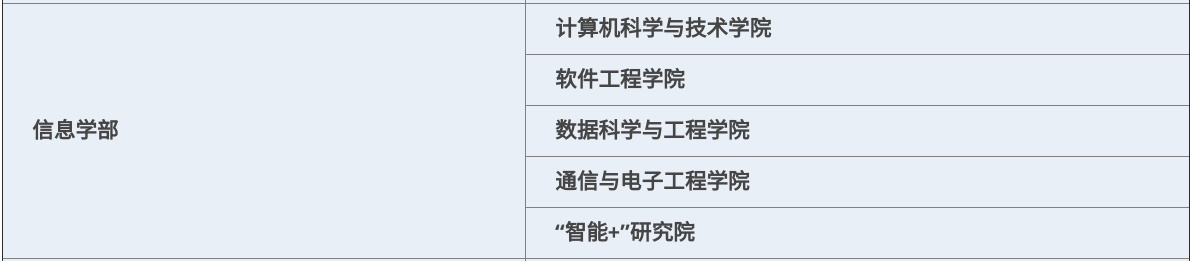 信息学部
计算机科学与技术学院
软件工程学院
数据科学与工程学院
通信与电子工程学院
“智能+”研究院